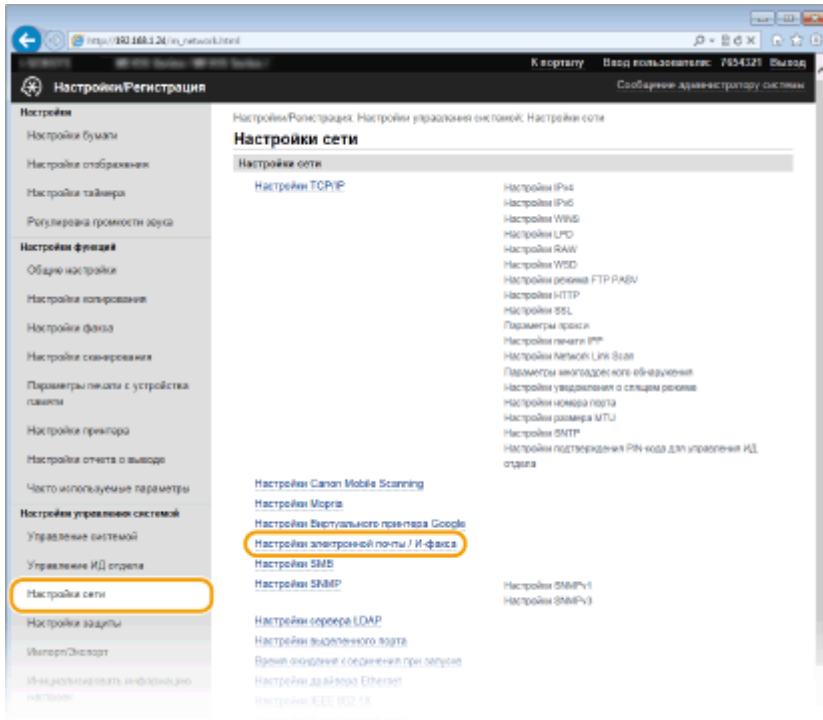 http://192.168.1.24/m_network.html
К порталу Ввод пользователя: 7654321 Выход
Настройки/Регистрация
Сообщение администратору системы
Настройки
Настройки бумаги
Настройки отображения
Настройки таймера
Регулировка громкости звука
Настройки функций
Общие настройки
Настройки копирования
Настройки факса
Настройки сканирования
Параметры печати с устройства
памяти
Настройки принтера
Настройки отчета о выводе
Часто используемые параметры
Настройки управления системой
Управление системой
Управление ИД отдела
Настройки сети
Настройки защиты
Импорт/Экспорт
Инициализировать информацию
настроек
Настройки/Регистрация: Настройки управления системой: Настройки сети
Настройки сети
Настройки сети
Настройки TCP/IP
Настройки IPv4
Настройки IPv6
Настройки WINS
Настройки LPD
Настройки RAW
Настройки WSD
Настройки режима FTP PASV
Настройки HTTP
Настройки SSL
Параметры прокси
Настройки печати IPP
Настройки Network Link Scan
Параметры многоадресного обнаружения
Настройки уведомления о спящем режиме
Настройки номера порта
Настройки размера MTU
Настройки SNTP
Настройки подтверждения PIN-кода для управления ИД
отдела
Настройки Canon Mobile Scanning
Настройки Mopria
Настройки Виртуального принтера Google
Настройки электронной почты / И-факса
Настройки SMB
Настройки SNMP
Настройки SNMPv1
Настройки SNMPv3
Настройки сервера LDAP
Настройки выделенного порта
Время ожидания соединения при запуске
Настройки драйвера Ethernet
Настройки IEEE 802.1X